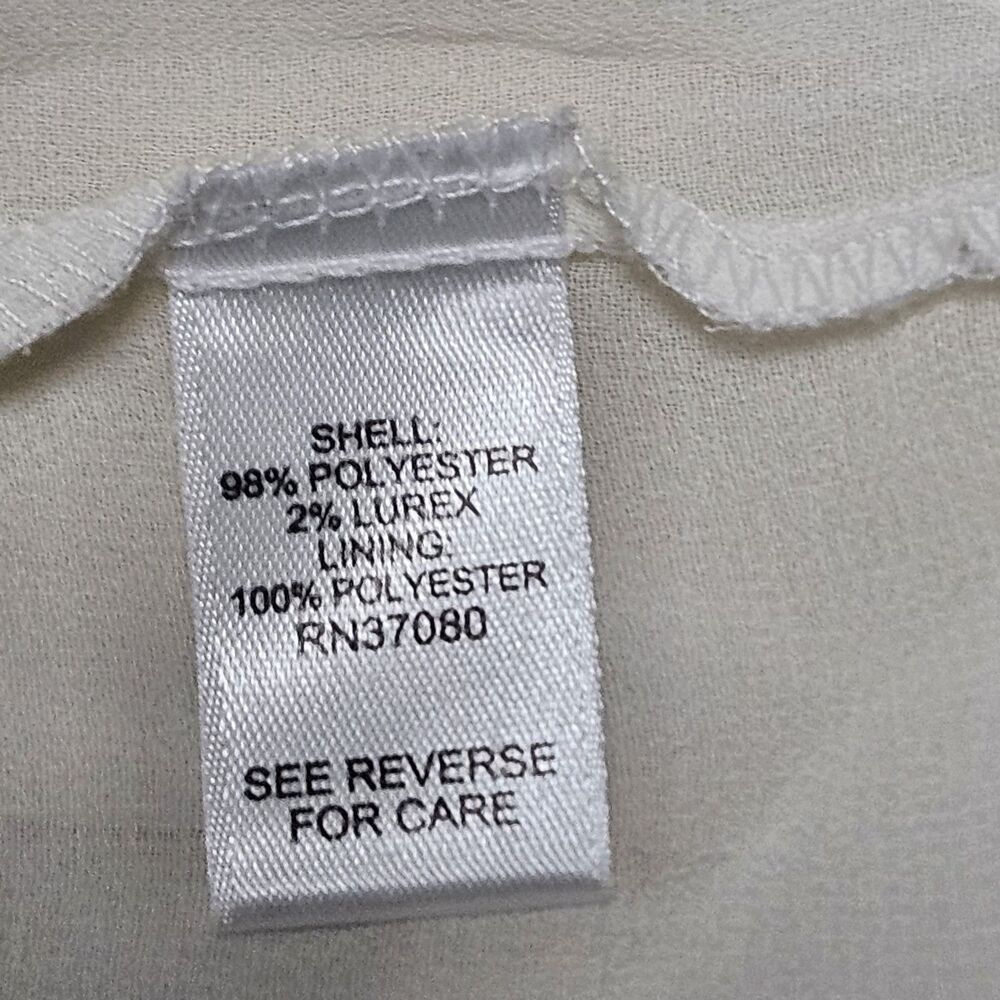 SHELL:
98% POLYESTER
2% LUREX
LINING:
100% POLYESTER
RN37080
SEE REVERSE
FOR CARE